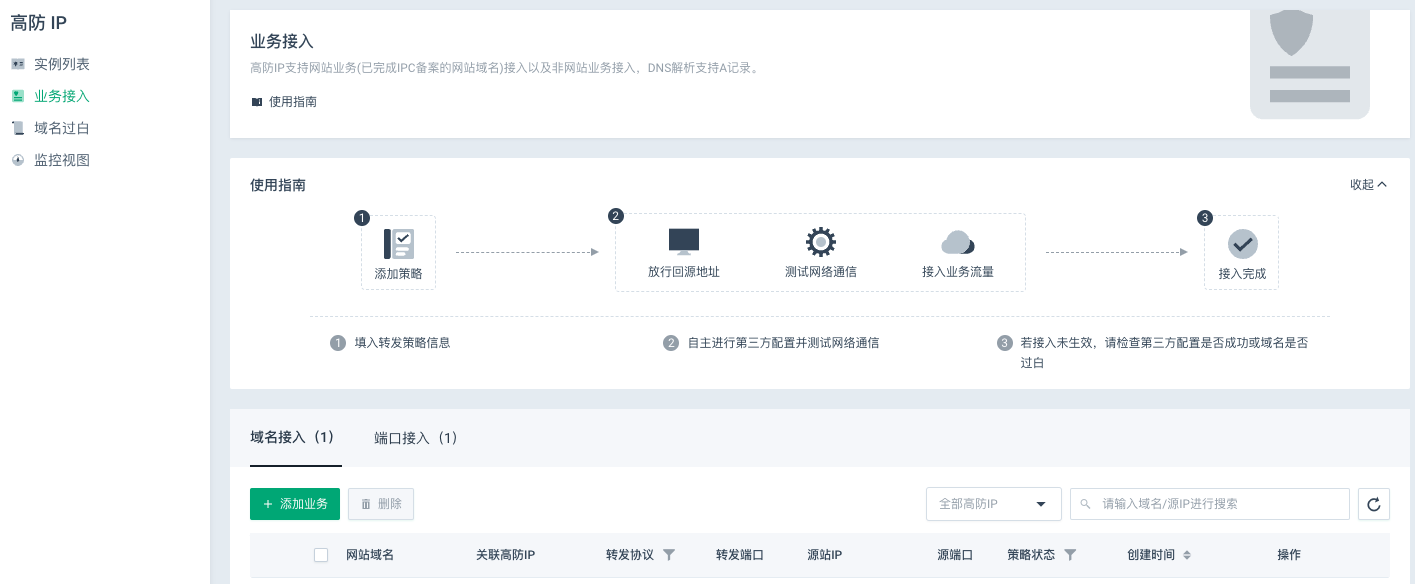 高防 IP
实例列表
业务接入
域名过白
监控视图
业务接入
高防IP支持网站业务(已完成IPC备案的网站域名)接入以及非网站业务接入，DNS解析支持A记录。
使用指南
使用指南
收起
1
添加策略
2
放行回源地址
测试网络通信
接入业务流量
3
接入完成
1 填入转发策略信息
2 自主进行第三方配置并测试网络通信
3 若接入未生效，请检查第三方配置是否成功或域名是否
过白
域名接入（1）
端口接入（1）
+ 添加业务
删除
全部高防IP
请输入域名/源IP进行搜索
网站域名 关联高防IP 转发协议 转发端口 源站IP 源端口 策略状态 创建时间 操作